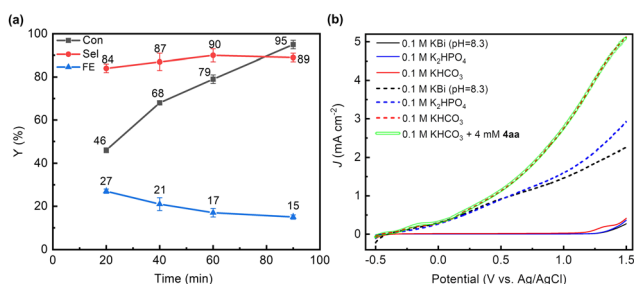 (a)
Con
Sel
FE
100
80
60
40
20
0
Y (%)
84
87
90
89
46
68
79
95
27
21
17
15
0
20
40
60
80
100
Time (min)
(b)
0.1 M KBi (pH=8.3)
0.1 M K₂HPO₄
0.1 M KHCO₃
0.1 M KBi (pH=8.3)
0.1 M K₂HPO₄
0.1 M KHCO₃
0.1 M KHCO₃ + 4 mM 4aa
5
4
3
2
1
0
J (mA cm⁻²)
-0.5
0.0
0.5
1.0
1.5
Potential (V vs. Ag/AgCl)